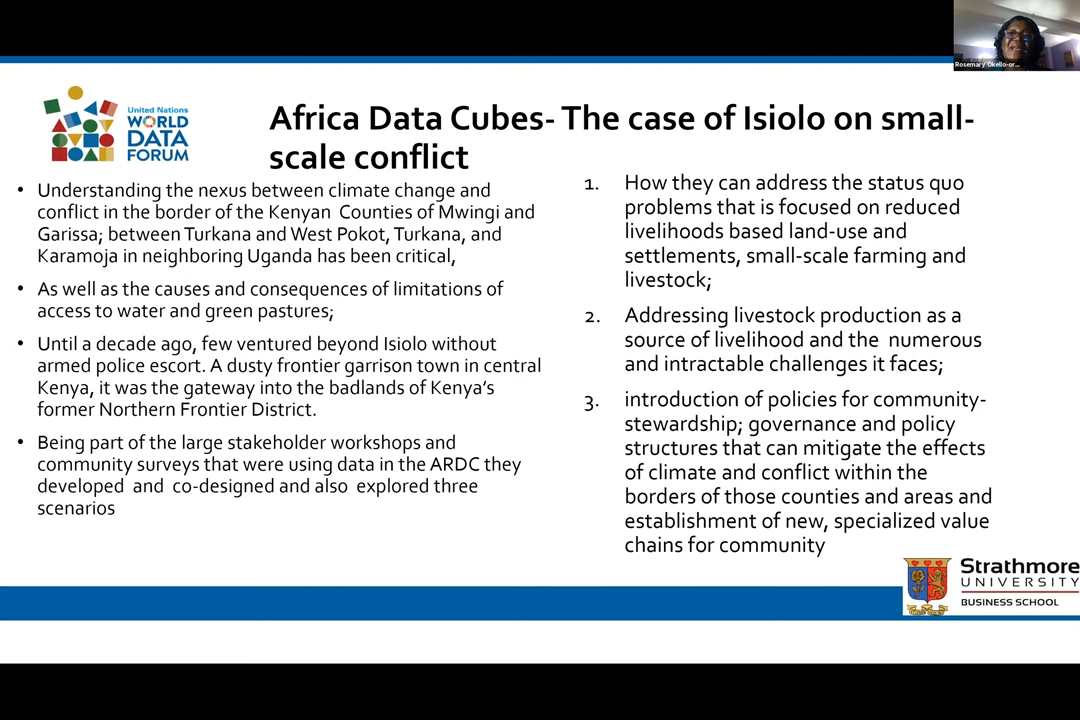 Rosemary Okello-or...
United Nations
WORLD
DATA
FORUM
Africa Data Cubes- The case of Isiolo on small-
scale conflict
• Understanding the nexus between climate change and
conflict in the border of the Kenyan Counties of Mwingi and
Garissa; between Turkana and West Pokot, Turkana, and
Karamoja in neighboring Uganda has been critical,
• As well as the causes and consequences of limitations of
access to water and green pastures;
• Until a decade ago, few ventured beyond Isiolo without
armed police escort. A dusty frontier garrison town in central
Kenya, it was the gateway into the badlands of Kenya's
former Northern Frontier District.
• Being part of the large stakeholder workshops and
community surveys that were using data in the ARDC they
developed and co-designed and also explored three
scenarios
1. How they can address the status quo
problems that is focused on reduced
livelihoods based land-use and
settlements, small-scale farming and
livestock;
2. Addressing livestock production as a
source of livelihood and the numerous
and intractable challenges it faces;
3. introduction of policies for community-
stewardship; governance and policy
structures that can mitigate the effects
of climate and conflict within the
borders of those counties and areas and
establishment of new, specialized value
chains for community
Strathmore
UNIVERSITY
BUSINESS SCHOOL